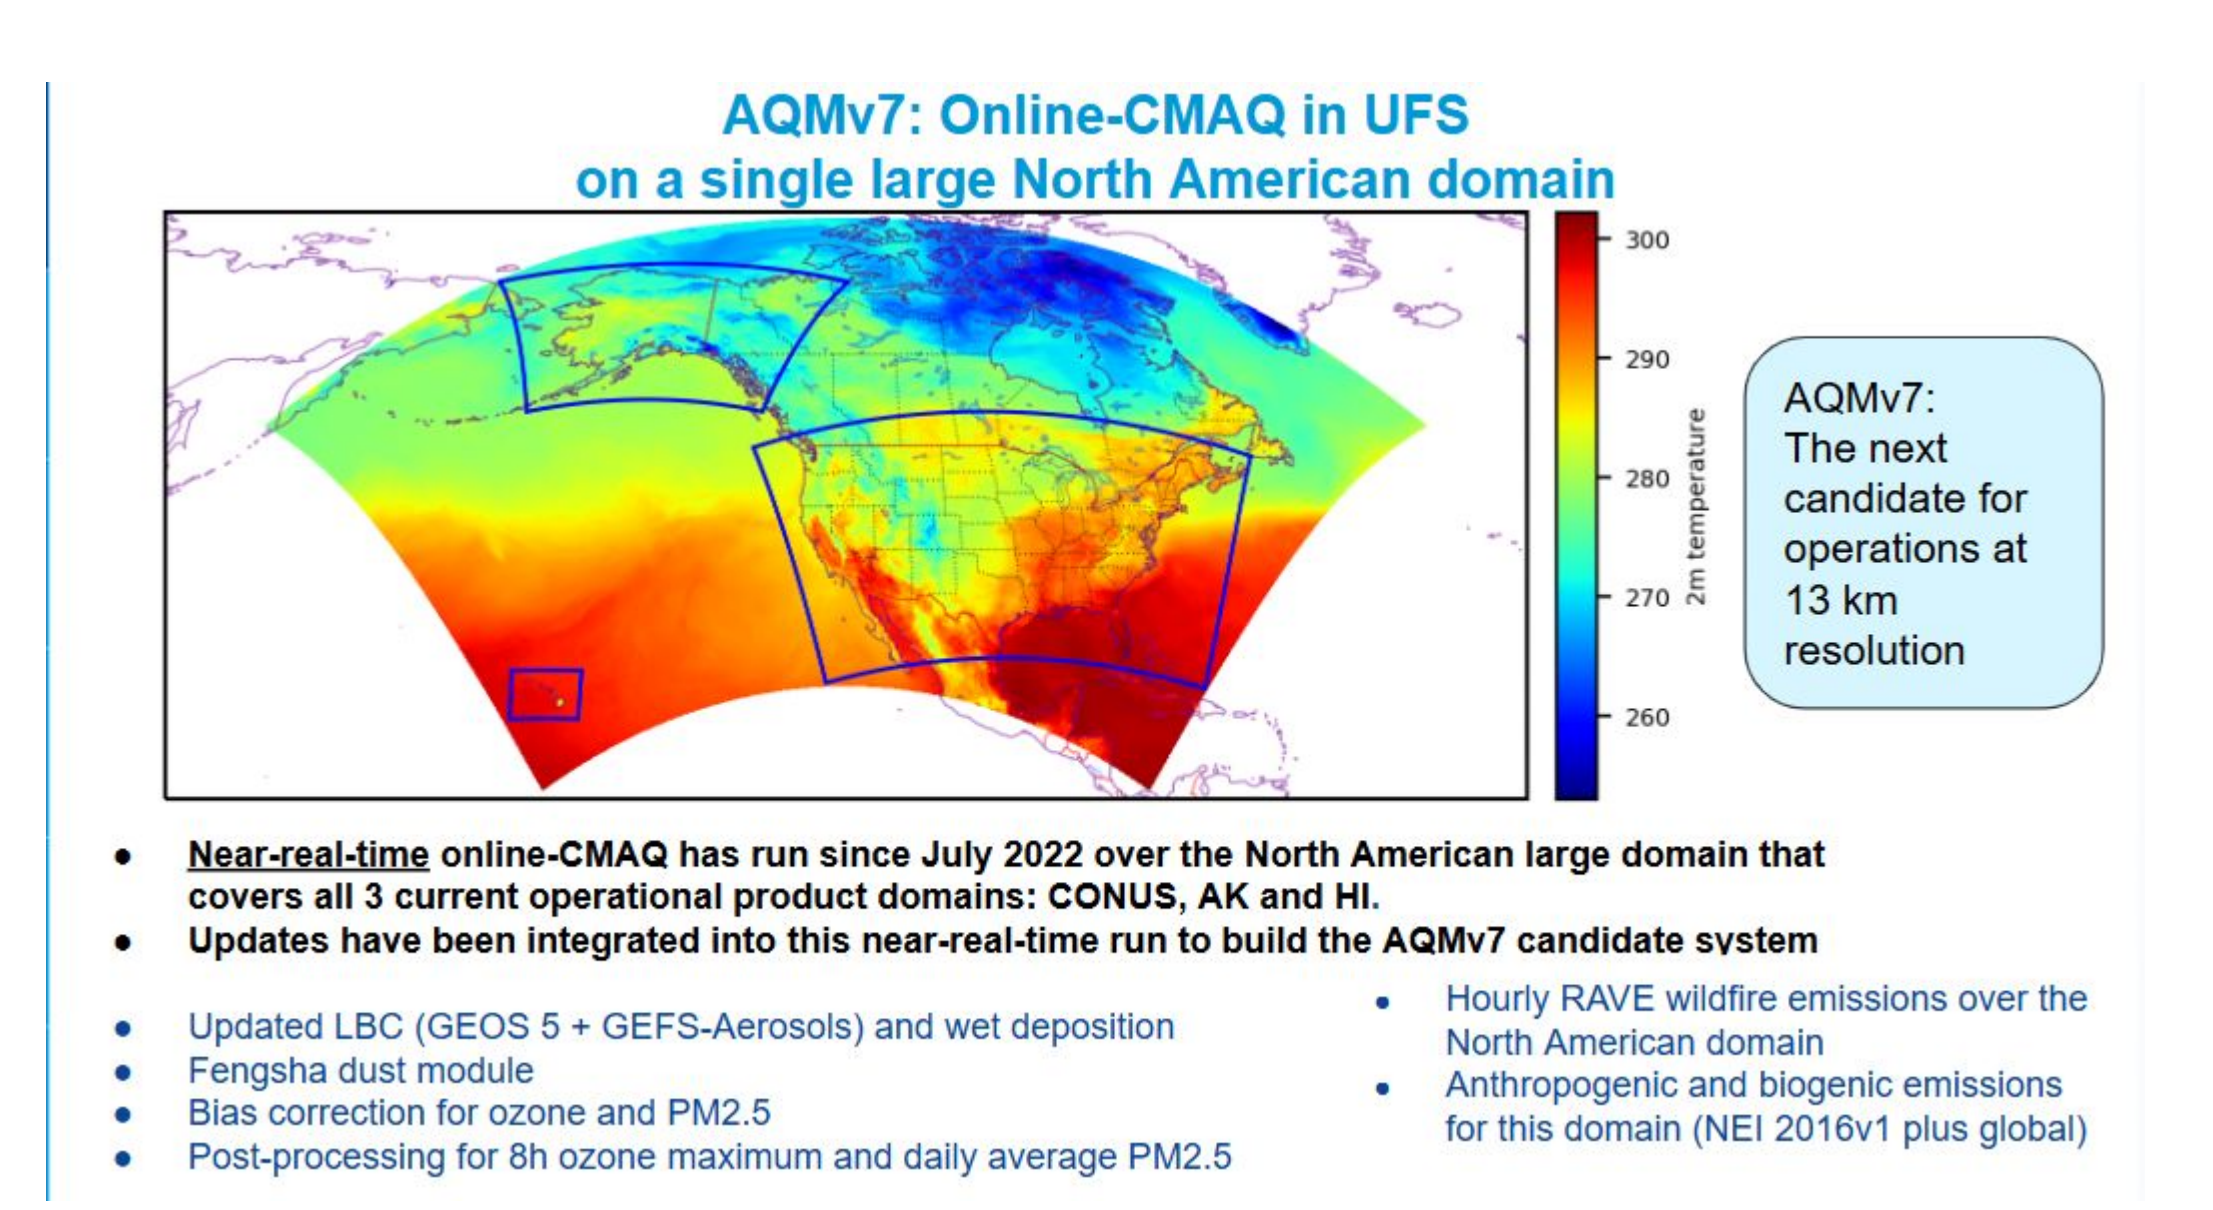 AQMv7: Online-CMAQ in UFS
on a single large North American domain
300
290
280
270
260
2m temperature
AQMv7:
The next
candidate for
operations at
13 km
resolution
● Near-real-time online-CMAQ has run since July 2022 over the North American large domain that
covers all 3 current operational product domains: CONUS, AK and HI.
● Updates have been integrated into this near-real-time run to build the AQMv7 candidate system
● Updated LBC (GEOS 5 + GEFS-Aerosols) and wet deposition
● Fengsha dust module
● Bias correction for ozone and PM2.5
● Post-processing for 8h ozone maximum and daily average PM2.5
● Hourly RAVE wildfire emissions over the
North American domain
● Anthropogenic and biogenic emissions
for this domain (NEI 2016v1 plus global)